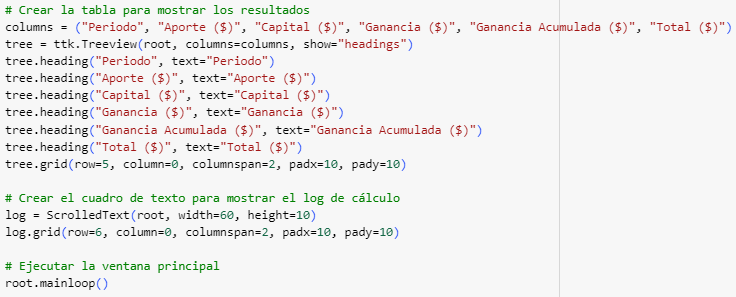 # Crear la tabla para mostrar los resultados
columns = ("Periodo", "Aporte ($)", "Capital ($)", "Ganancia ($)", "Ganancia Acumulada ($)", "Total ($)")
tree = ttk.Treeview(root, columns=columns, show="headings")
tree.heading("Periodo", text="Periodo")
tree.heading("Aporte ($)", text="Aporte ($)")
tree.heading("Capital ($)", text="Capital ($)")
tree.heading("Ganancia ($)", text="Ganancia ($)")
tree.heading("Ganancia Acumulada ($)", text="Ganancia Acumulada ($)")
tree.heading("Total ($)", text="Total ($)")
tree.grid(row=5, column=0, columnspan=2, padx=10, pady=10)
# Crear el cuadro de texto para mostrar el log de cálculo
log = ScrolledText(root, width=60, height=10)
log.grid(row=6, column=0, columnspan=2, padx=10, pady=10)
# Ejecutar la ventana principal
root.mainloop()